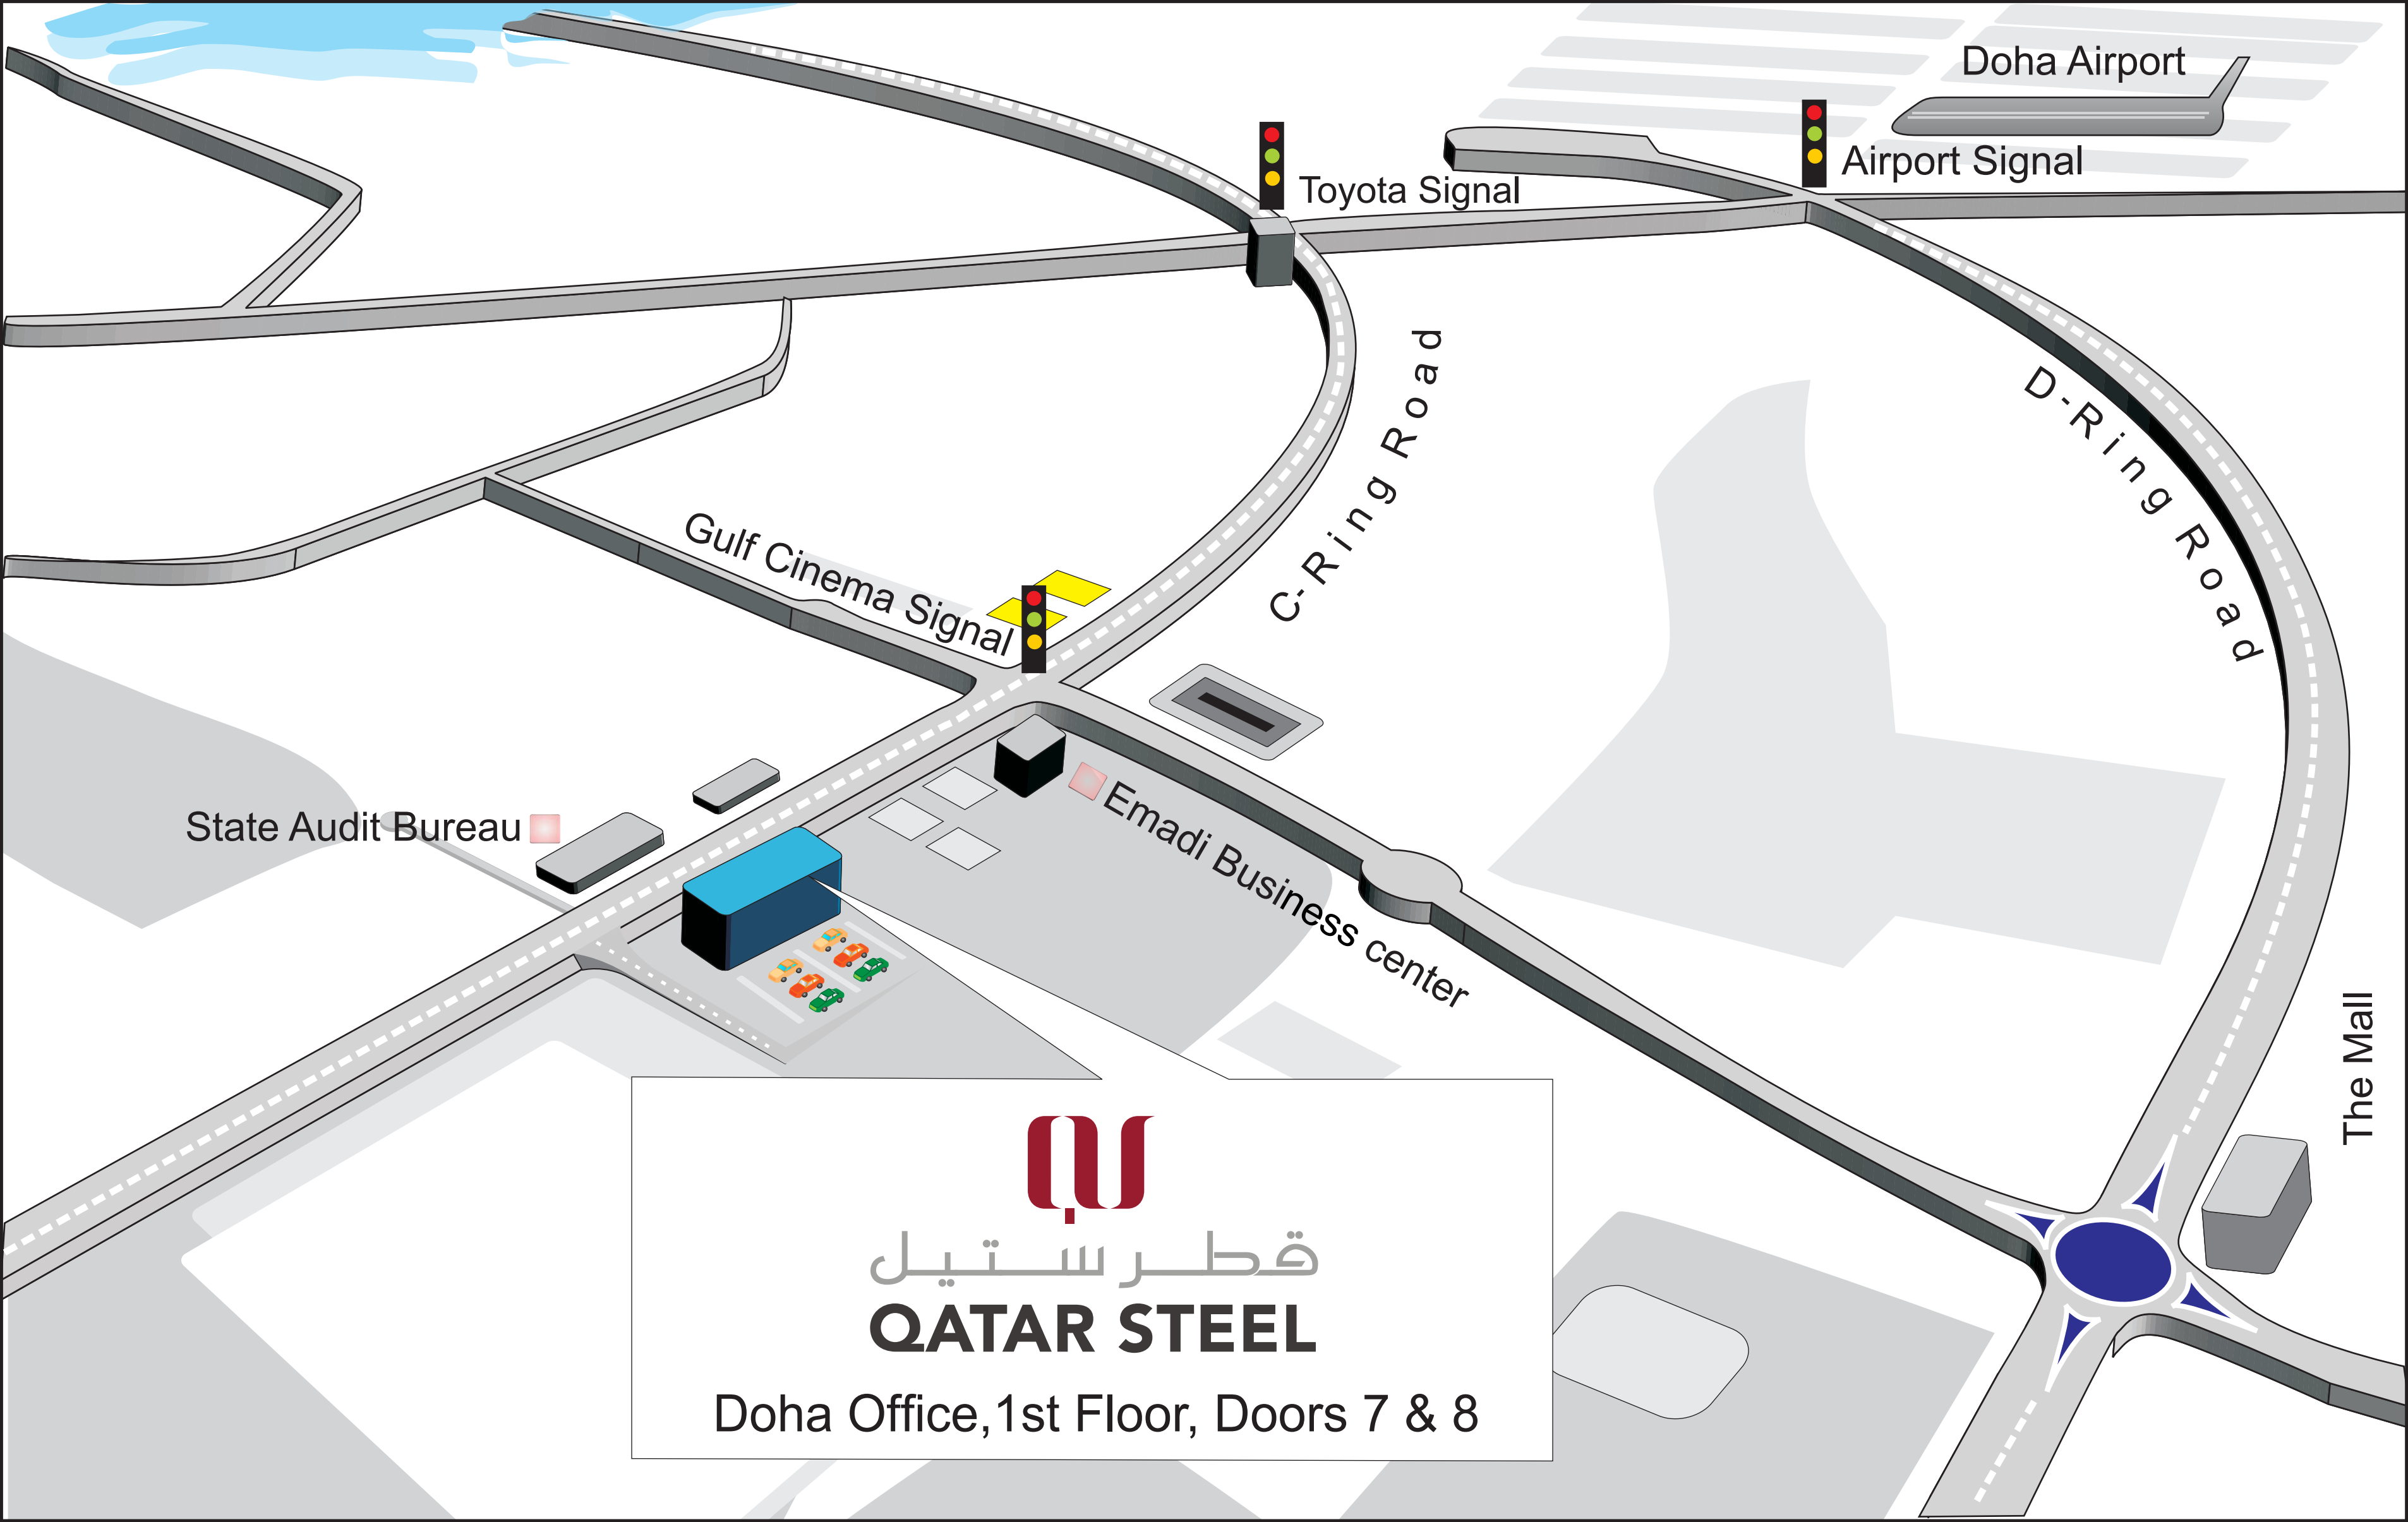 Doha Airport
Airport Signal
Toyota Signal
C-Ring Road
D-Ring Road
Gulf Cinema Signal
State Audit Bureau
Emadi Business center
The Mall
قطر ستيل
QATAR STEEL
Doha Office,1st Floor, Doors 7 & 8